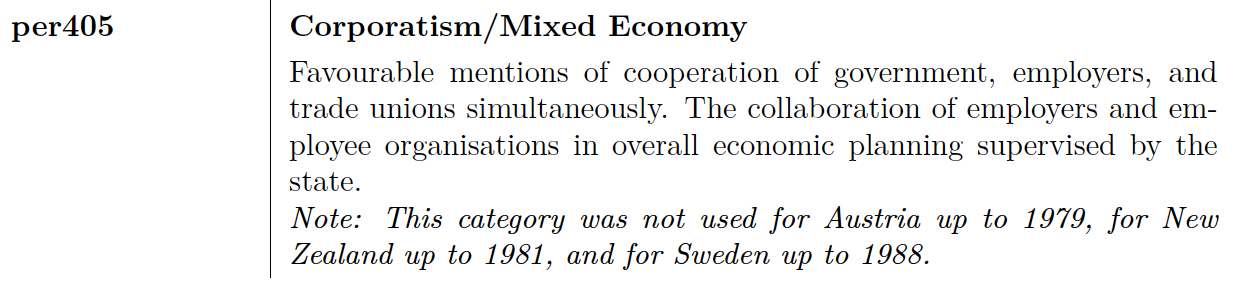 per405
Corporatism/Mixed Economy
Favourable mentions of cooperation of government, employers, and
trade unions simultaneously. The collaboration of employers and em-
ployee organisations in overall economic planning supervised by the
state.
Note: This category was not used for Austria up to 1979, for New
Zealand up to 1981, and for Sweden up to 1988.